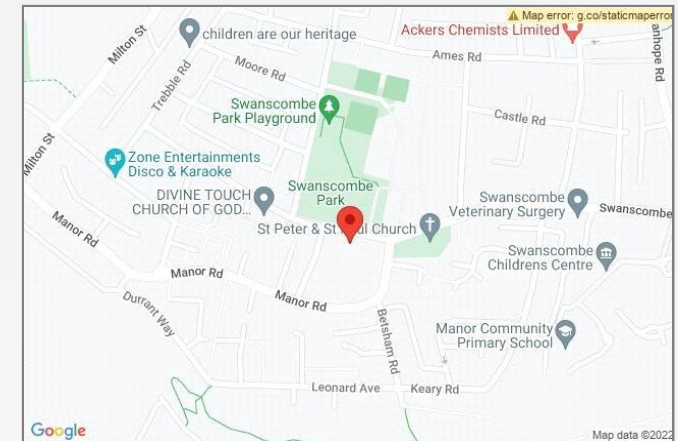 Map error: g.co/staticmaperror
Ackers Chemists Limited
children are our heritage
Milton St
Ames Rd
Moore Rd
Trebble Rd
Swanscombe
Park Playground
Castle Rd
Milton St
Zone Entertainments
Disco & Karaoke
DIVINE TOUCH
CHURCH OF GOD...
Swanscombe
Park
Swanscombe
Veterinary Surgery
Swanscombe
St Peter & St
Church
Manor Rd
Swanscombe
Childrens Centre
Manor Rd
Manor Rd
Durrant Way
Betsham Rd
Manor Community
Primary School
Leonard Ave
Keary Rd
Google
Map data ©2022